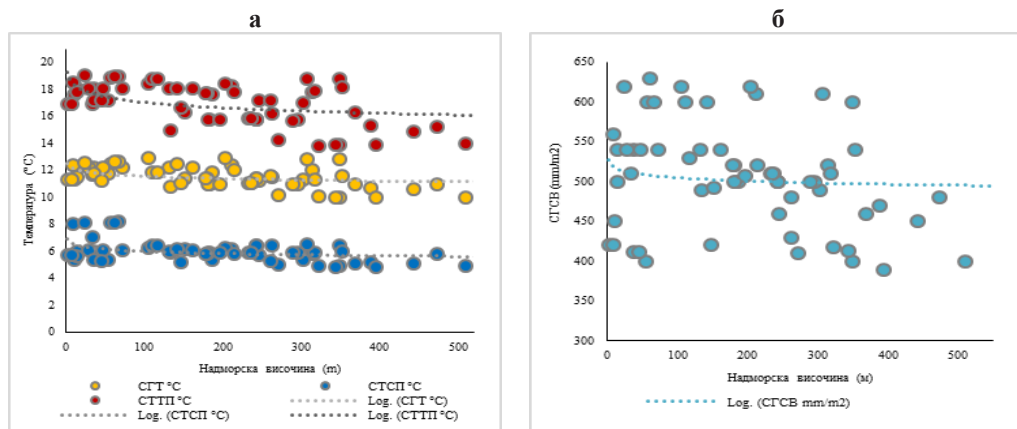 а
б
Температура (°C)
20
18
16
14
12
10
8
6
4
2
0
0 100 200 300 400 500
Надморска височина (m)
СГТ °C
СТСП °C
СТТП °C
Log. (СГТ °C)
Log. (СТСП °C)
Log. (СТТП °C)
СГСВ (mm/m2)
650
600
550
500
450
400
350
300
0 100 200 300 400 500
Надморска височина (м)
Log. (СГСВ mm/m2)